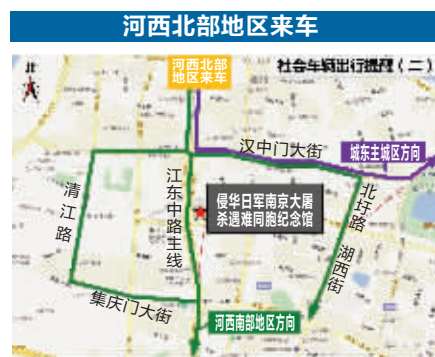 河西北部地区来车
北
河西北部
地区来车
社会车辆出行提醒（二）
汉中门大街
城东主城区方向
清江路
江东中路主线
侵华日军南京大屠
杀遇难同胞纪念馆
北圩路
湖西街
集庆门大街
河西南部地区方向